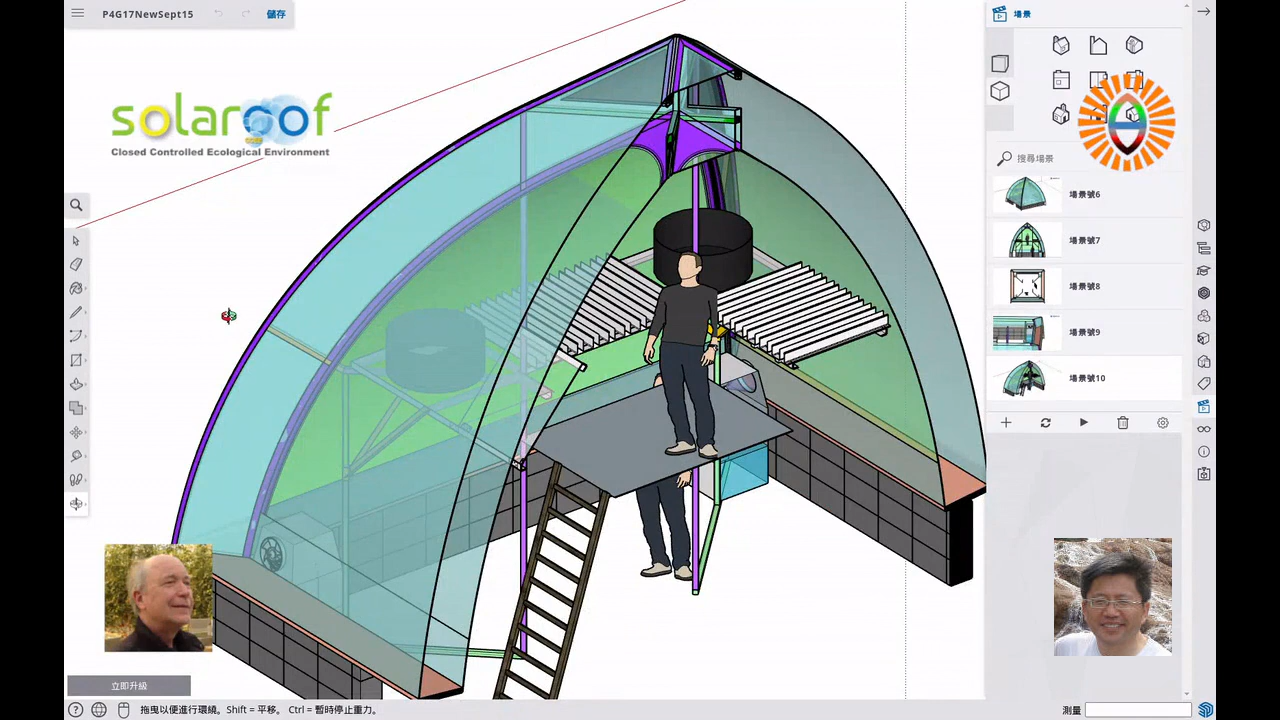 P4G17NewSept15
儲存
場景
solaroof
Closed Controlled Ecological Environment
搜尋場景
場景號6
場景號7
場景號8
場景號9
場景號10
立即升級
拖曳以便進行環繞。Shift = 平移。 Ctrl = 暫時停止重力。
測量